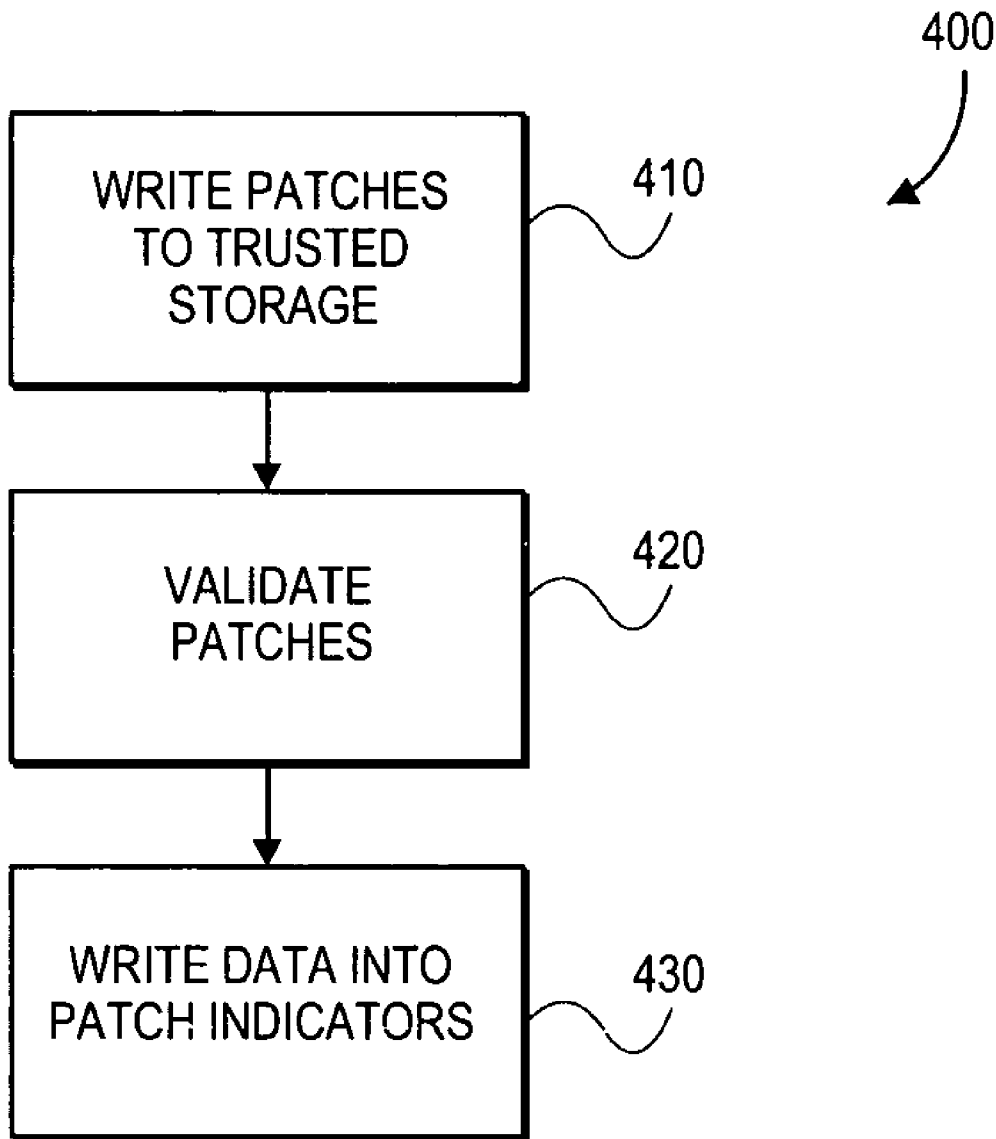 400
WRITE PATCHES
TO TRUSTED
STORAGE
410
VALIDATE
PATCHES
420
WRITE DATA INTO
PATCH INDICATORS
430